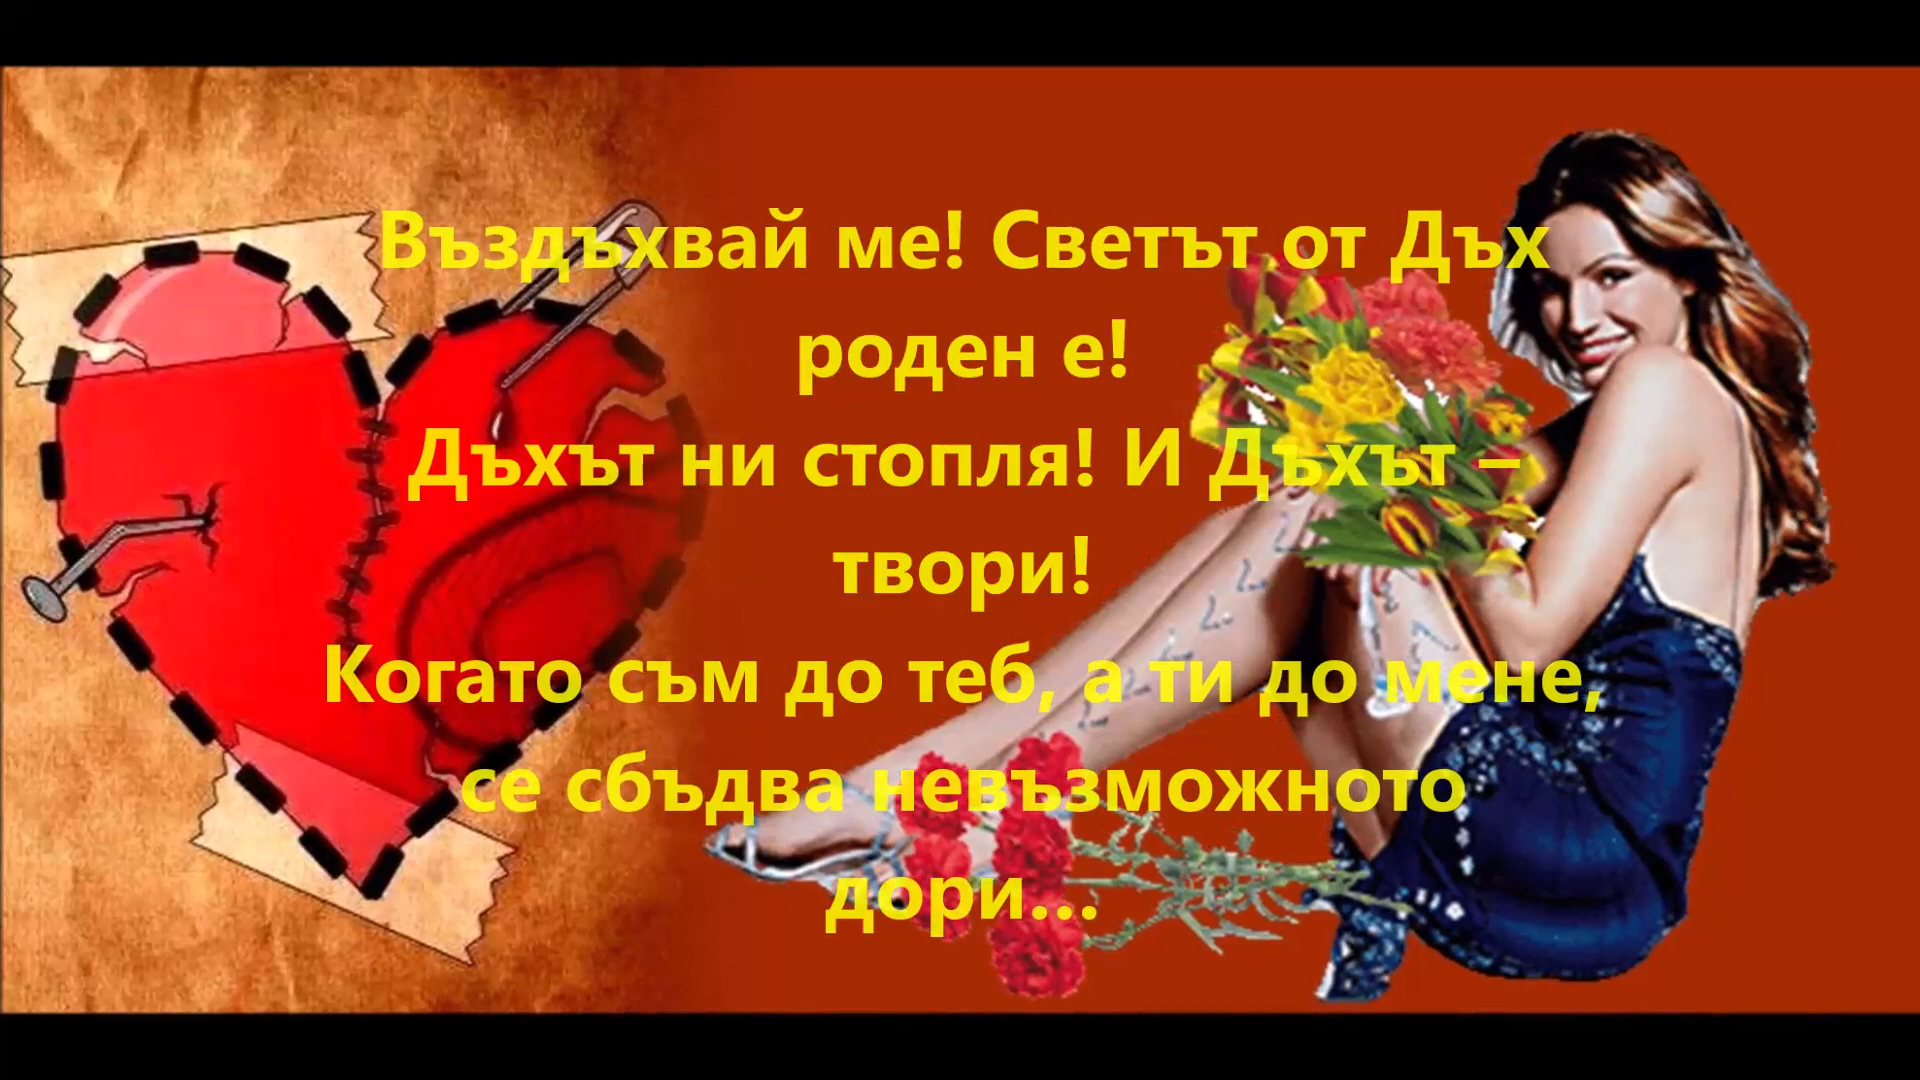 Въздъхвай ме! Светът от Дъх
роден е!
Дъхът ни стопля! И Дъхът –
твори!
Когато съм до теб, а ти до мене,
се сбъдва невъзможното
дори...